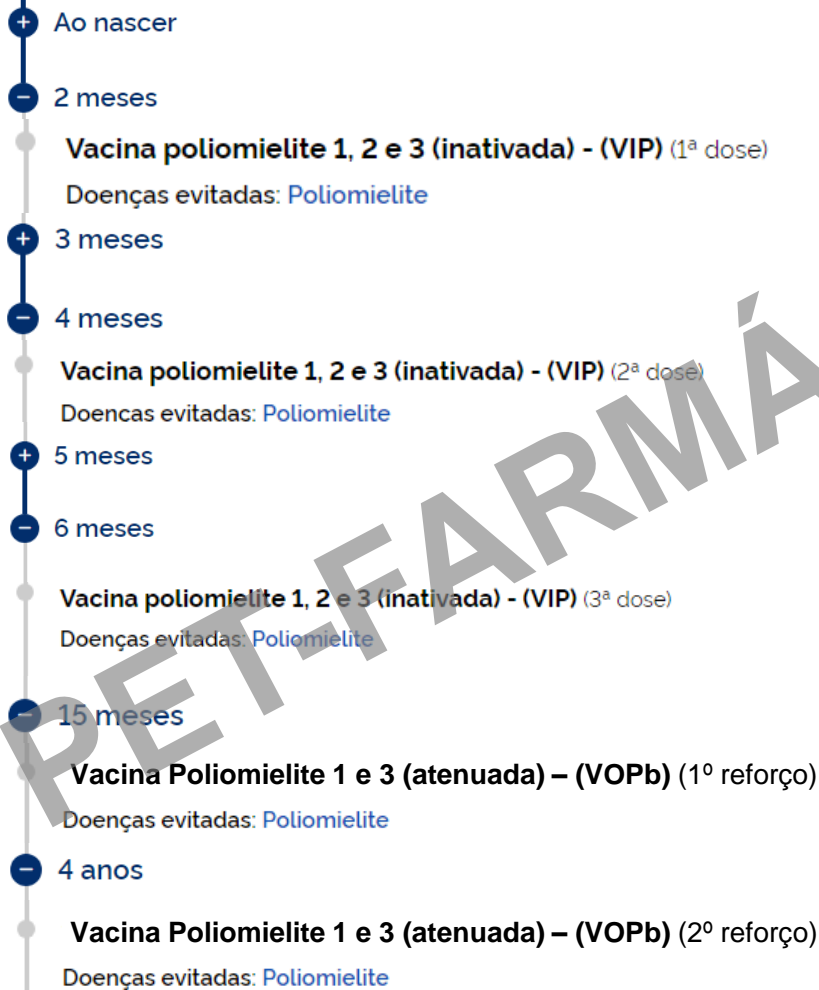 Ao nascer
2 meses
Vacina poliomielite 1, 2 e 3 (inativada) - (VIP) (1ª dose)
Doenças evitadas: Poliomielite
3 meses
4 meses
Vacina poliomielite 1, 2 e 3 (inativada) - (VIP) (2ª dose)
Doencas evitadas: Poliomielite
5 meses
6 meses
Vacina poliomielite 1, 2 e 3 (inativada) - (VIP) (3ª dose)
Doenças evitadas: Poliomielite
15 meses
Vacina Poliomielite 1 e 3 (atenuada) – (VOPb) (1º reforço)
Doenças evitadas: Poliomielite
4 anos
Vacina Poliomielite 1 e 3 (atenuada) – (VOPb) (2º reforço)
Doenças evitadas: Poliomielite
PET-FARMÁ